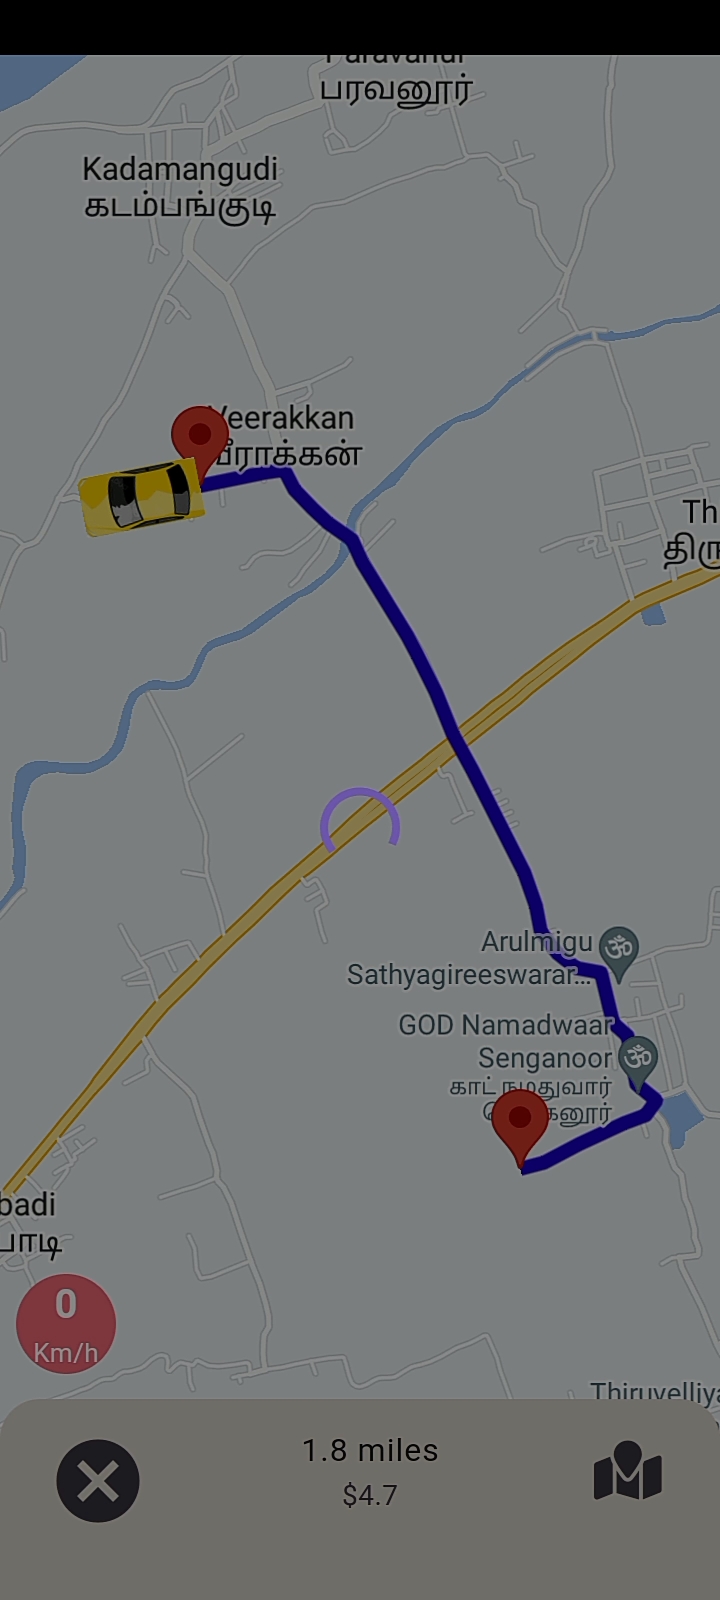 பரவனூர்
Kadamangudi
கடம்பங்குடி
Veerakkan
வீராக்கன்
Th
திரு
Arulmigu
Sathyagireeswarar...
GOD Namadwaar
Senganoor
காட் நமதுவார்
badi
பாடி
0
Km/h
Thiruvelliya
1.8 miles
$4.7